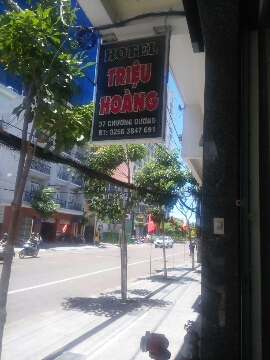 HOTEL
TRIỆU
HOÀNG
37 CHƯƠNG DƯƠNG
ĐT: 0256 3847 691